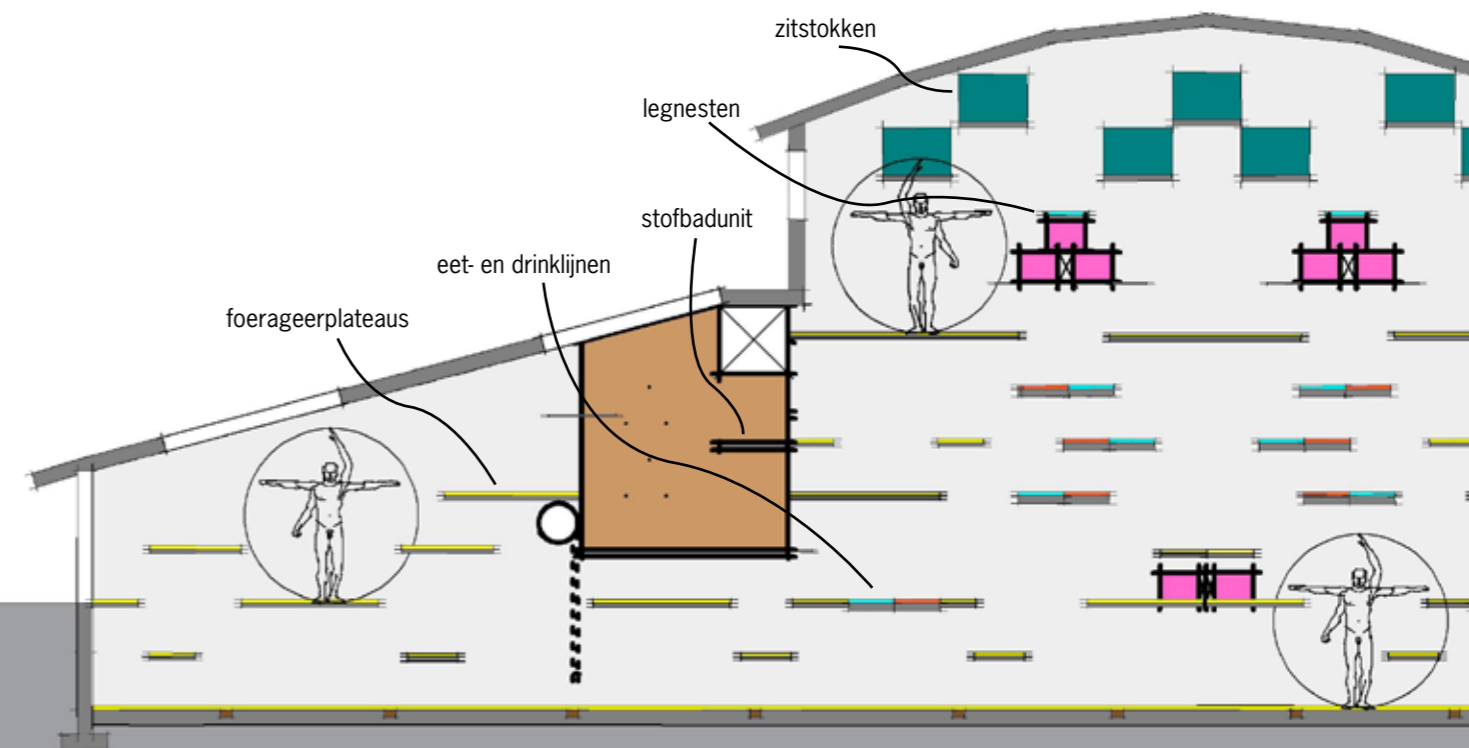 zitstokken
legnesten
stofbadunit
eet- en drinklijnen
foerageerplateaus